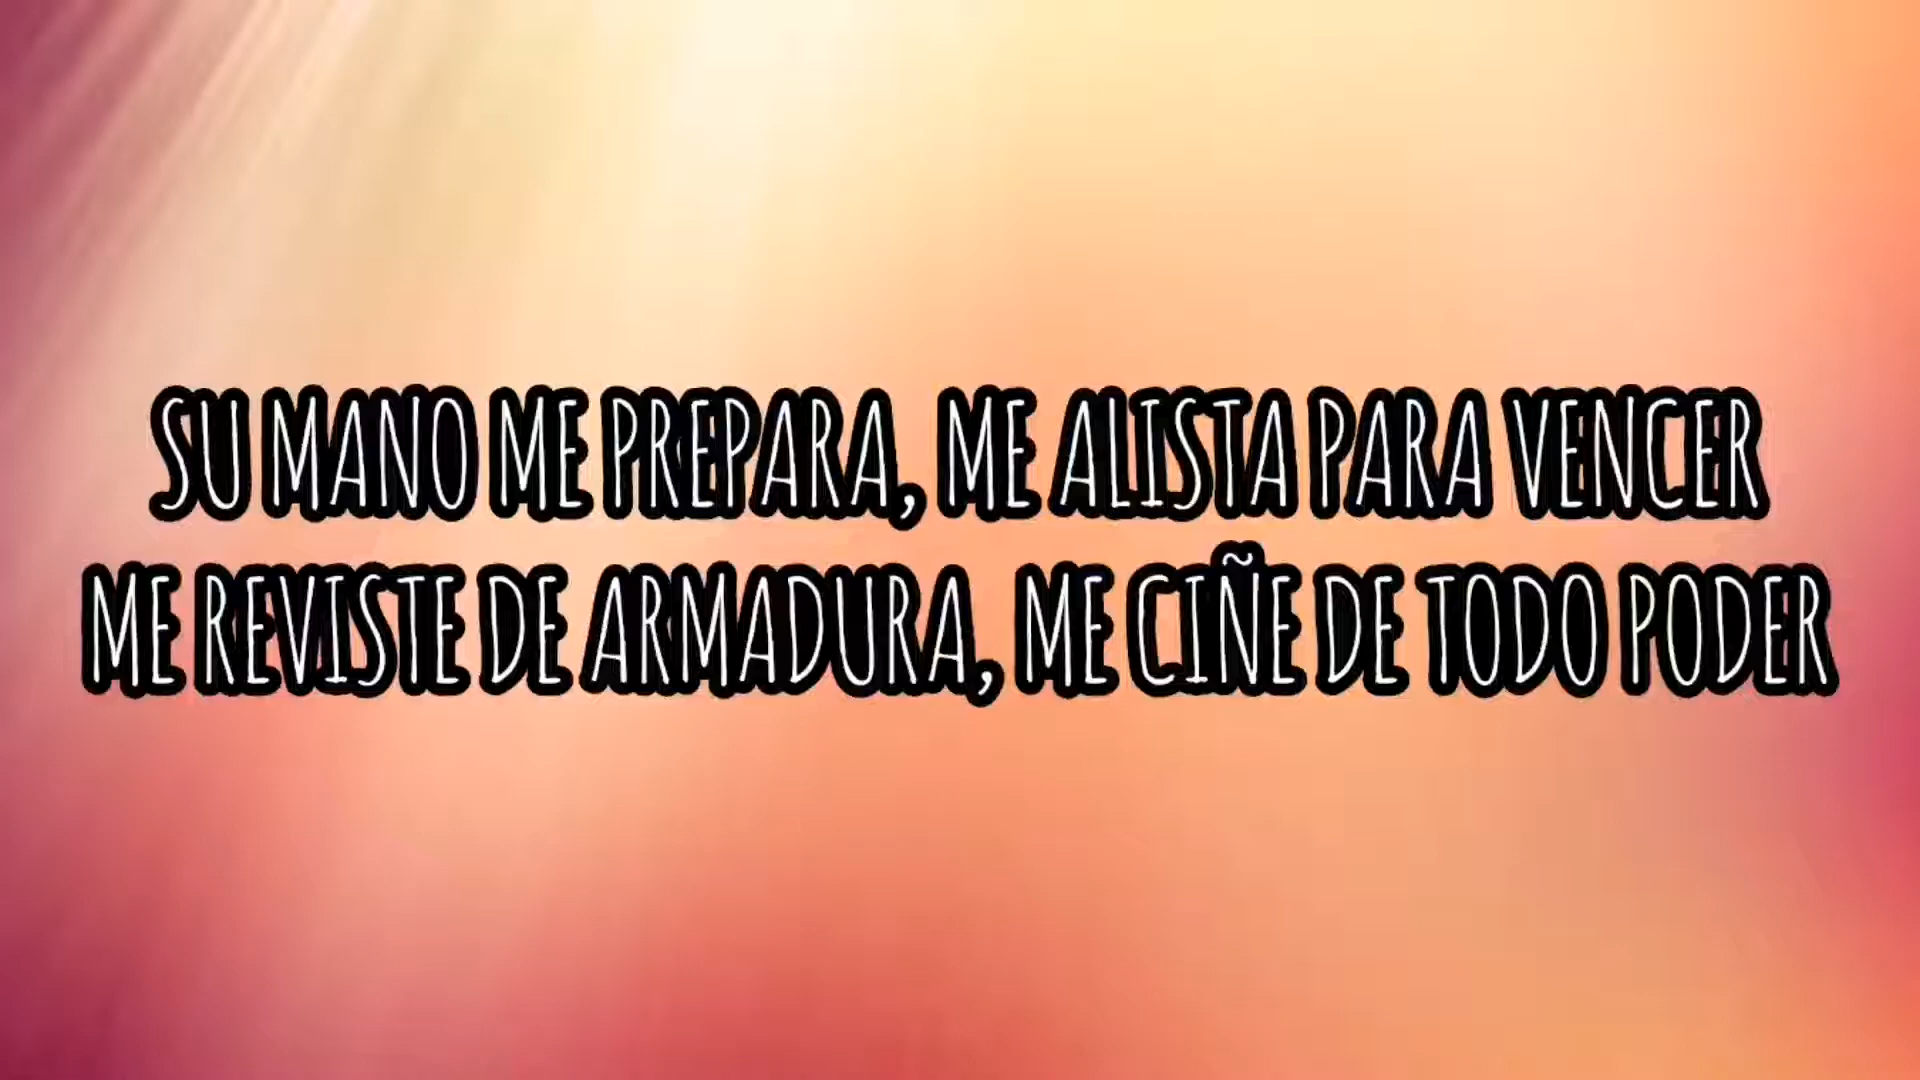 SU MANO ME PREPARA, ME ALISTA PARA VENCER
ME REVISTE DE ARMADURA, ME CIÑE DE TODO PODER